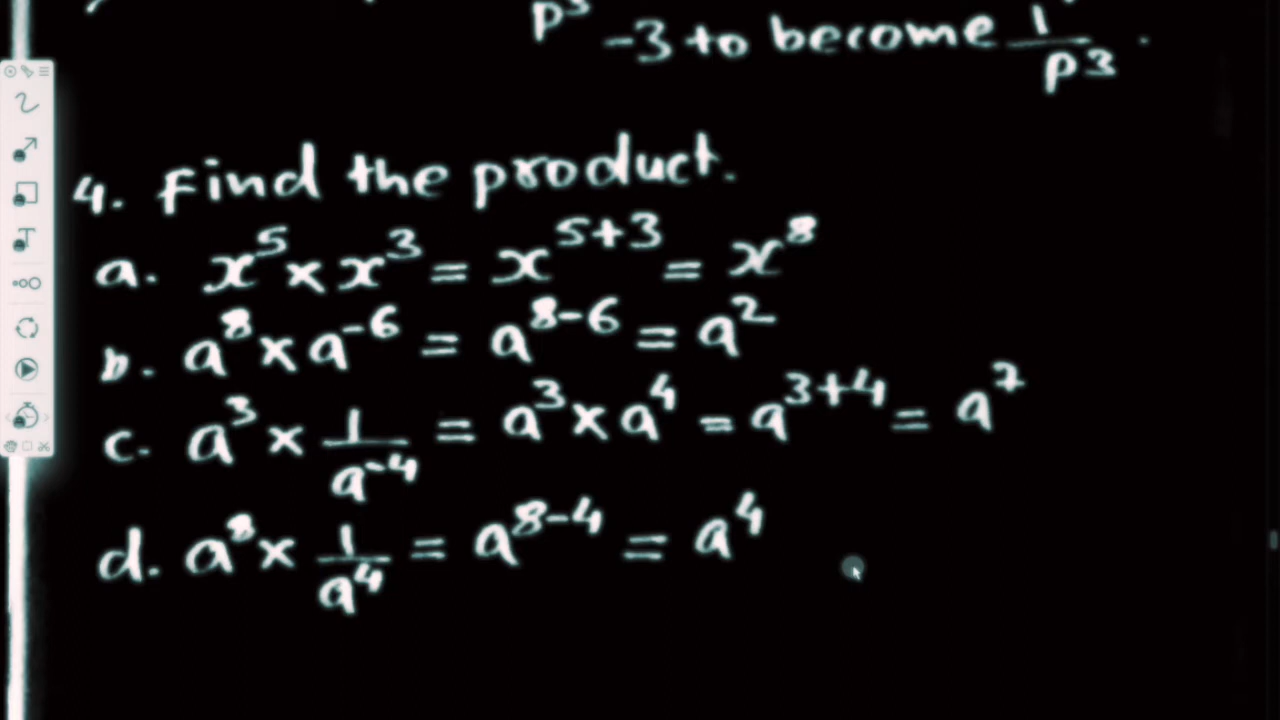 p³ -3 to become 1/p³ .
4. Find the product.
a. x⁵ × x³ = x⁵⁺³ = x⁸
b. a⁸ × a⁻⁶ = a⁸⁻⁶ = a²
c. a³ × 1/a⁻⁴ = a³ × a⁴ = a³⁺⁴ = a⁷
d. a⁸ × 1/a⁴ = a⁸⁻⁴ = a⁴